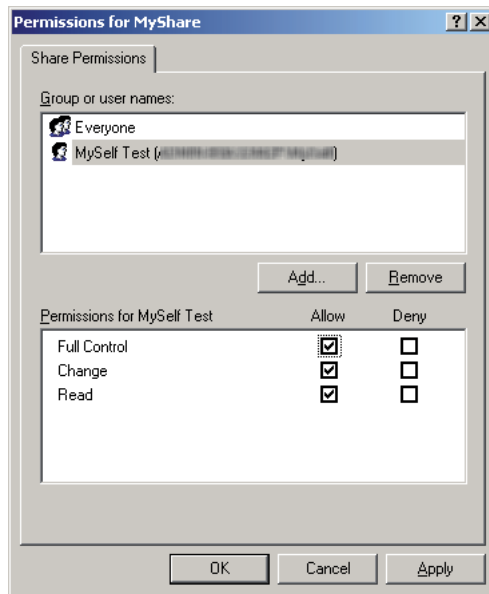 Permissions for MyShare
Share Permissions
Group or user names:
Everyone
MySelf Test (
Add...
Remove
Permissions for MySelf Test
Allow
Deny
Full Control
Change
Read
OK
Cancel
Apply